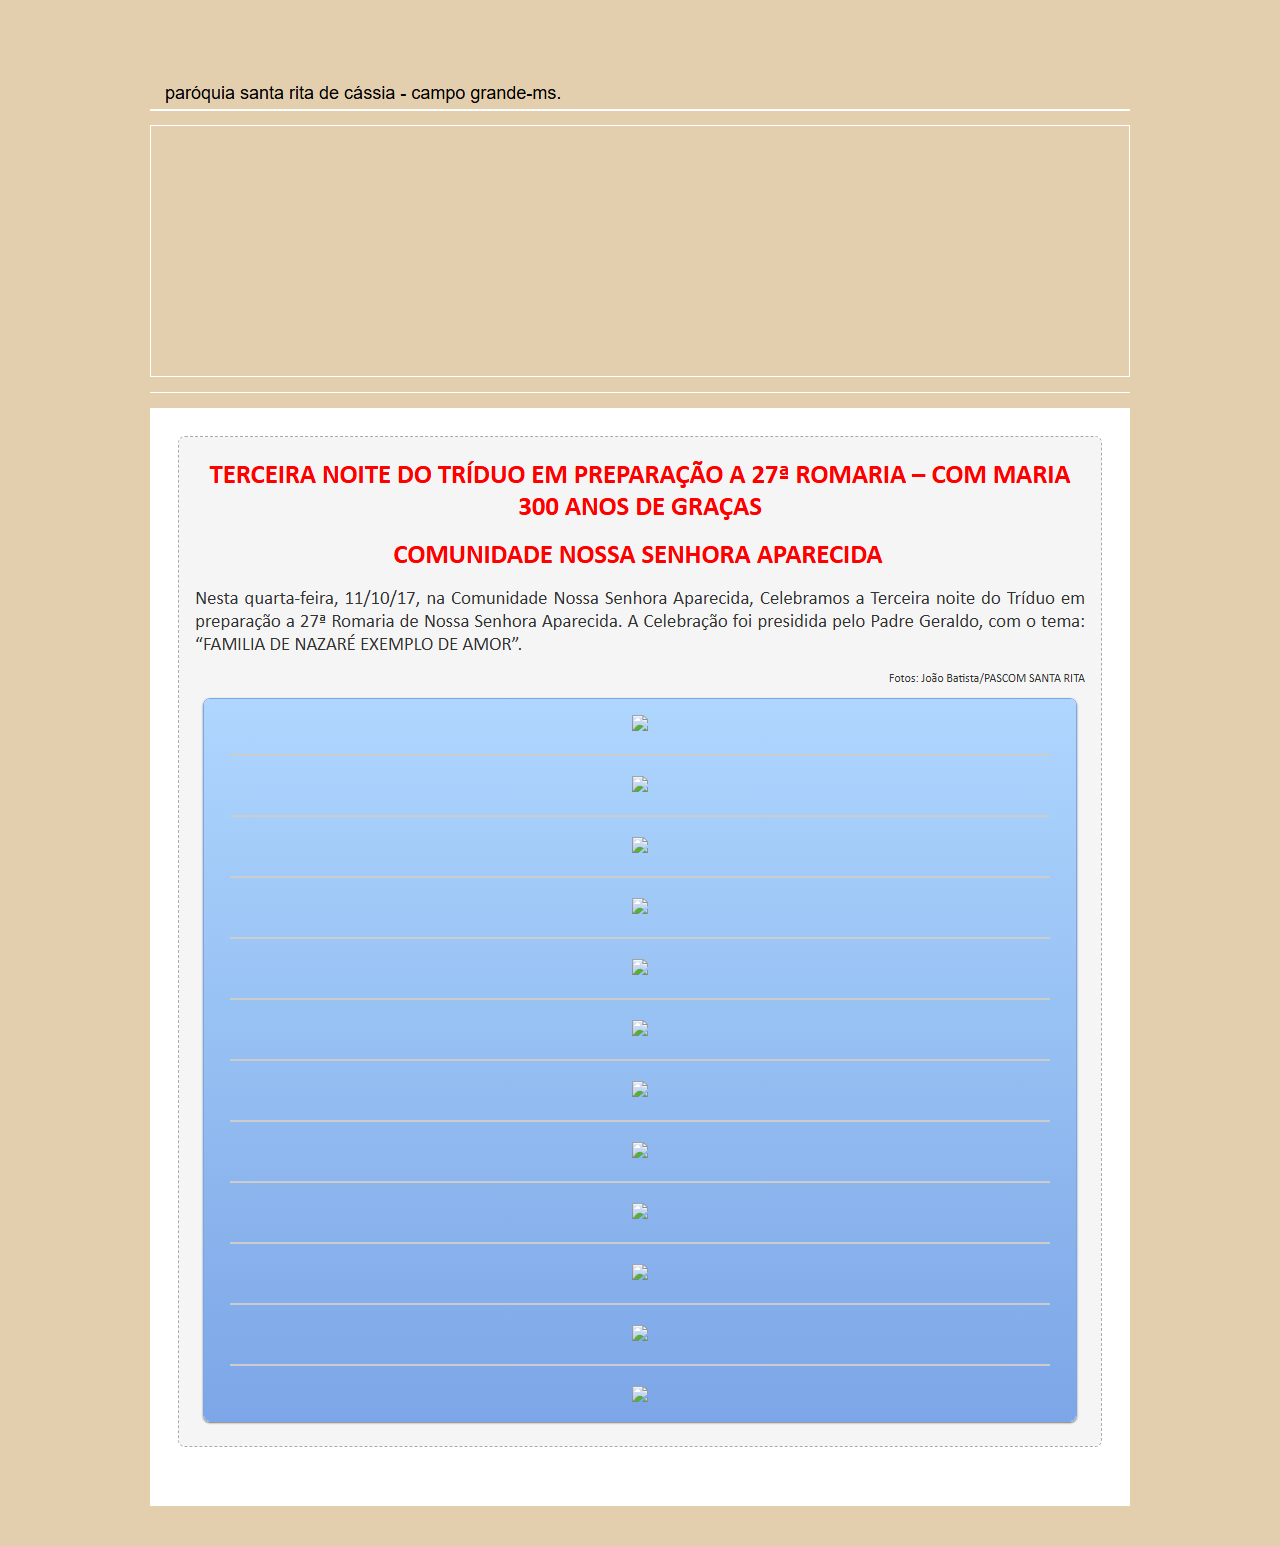 paróquia santa rita de cássia - campo grande-ms.
TERCEIRA NOITE DO TRÍDUO EM PREPARAÇÃO A 27ª ROMARIA – COM MARIA
300 ANOS DE GRAÇAS
COMUNIDADE NOSSA SENHORA APARECIDA
Nesta quarta-feira, 11/10/17, na Comunidade Nossa Senhora Aparecida, Celebramos a Terceira noite do Tríduo em
preparação a 27ª Romaria de Nossa Senhora Aparecida. A Celebração foi presidida pelo Padre Geraldo, com o tema:
“FAMILIA DE NAZARÉ EXEMPLO DE AMOR”.
Fotos: João Batista/PASCOM SANTA RITA